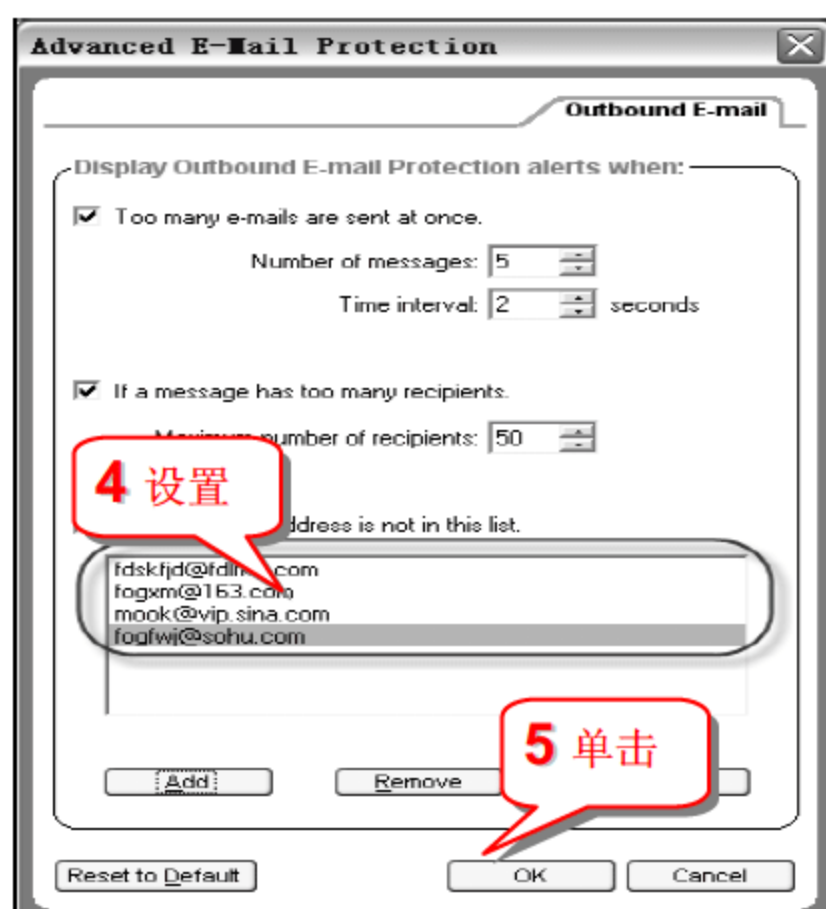 Advanced E-Mail Protection
Outbound E-mail
Display Outbound E-mail Protection alerts when:
Too many e-mails are sent at once.
Number of messages: 5
Time interval: 2 seconds
If a message has too many recipients.
number of recipients: 50
4 设置
address is not in this list.
fogxm@163.com
mook@vip.sina.com
fogfwj@sohu.com
5 单击
Add
Remove
Reset to Default
OK
Cancel